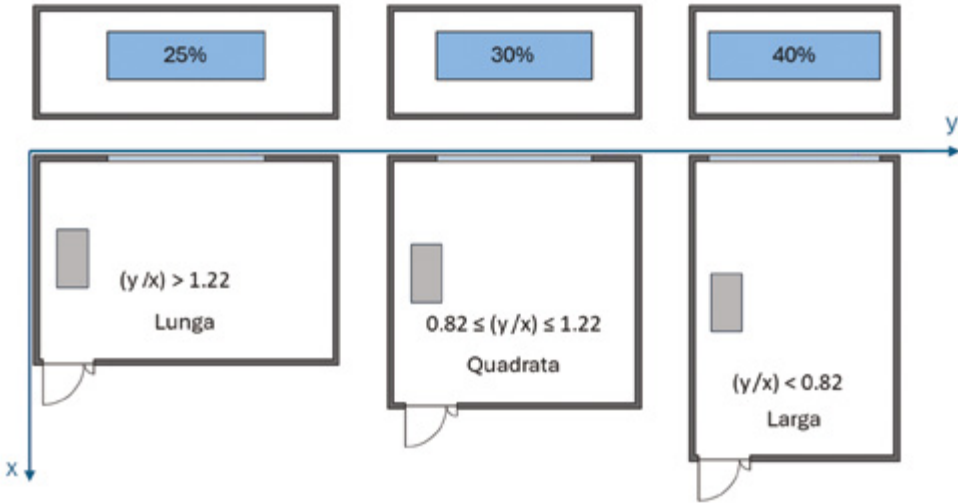 25%
30%
40%
y
(y/x) > 1.22
Lunga
0.82 ≤ (y/x) ≤ 1.22
Quadrata
(y/x) < 0.82
Larga
x